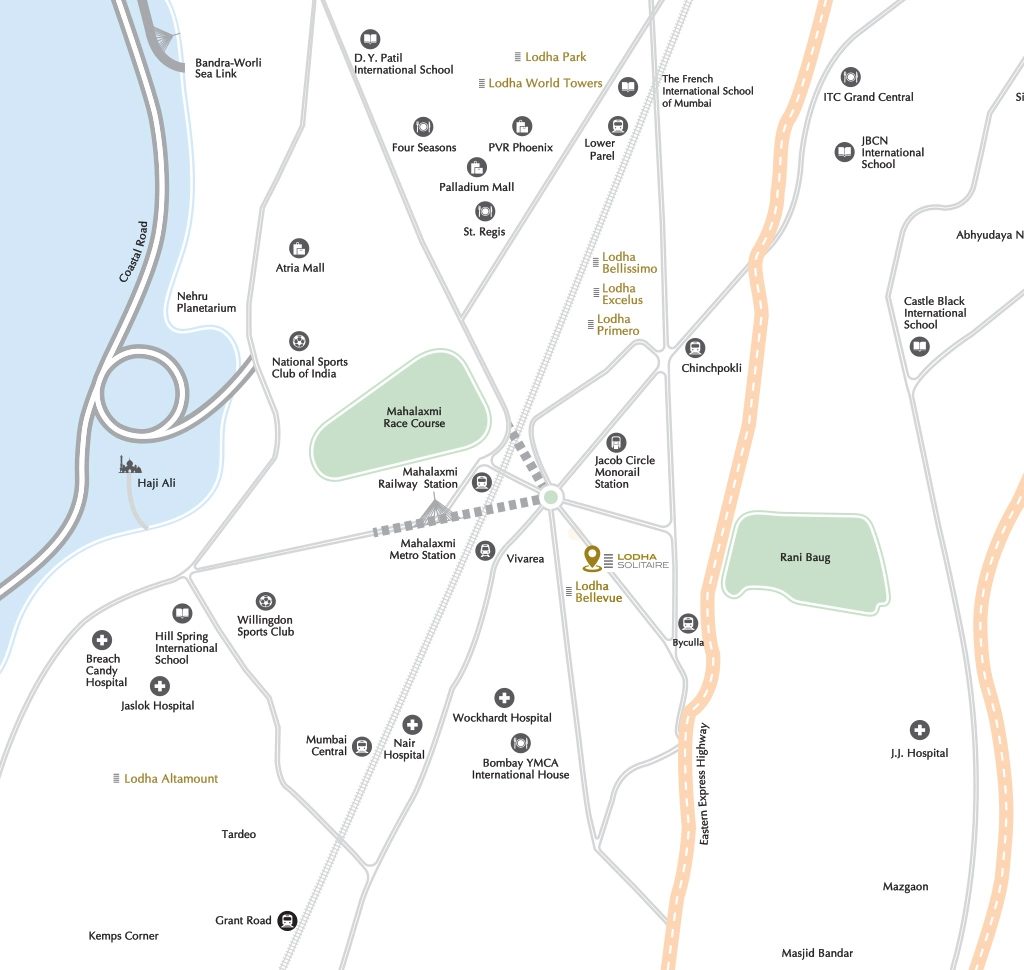 Bandra-Worli
Sea Link
D. Y. Patil
International School
Lodha Park
Lodha World Towers
The French
International School
of Mumbai
ITC Grand Central
Si
Four Seasons
PVR Phoenix
Lower
Parel
JBCN
International
School
Palladium Mall
St. Regis
Coastal Road
Atria Mall
Abhyudaya N
Lodha
Bellissimo
Lodha
Excelus
Lodha
Primero
Nehru
Planetarium
Castle Black
International
School
National Sports
Club of India
Chinchpokli
Mahalaxmi
Race Course
Jacob Circle
Monorail
Station
Mahalaxmi
Railway Station
Haji Ali
Mahalaxmi
Metro Station
Vivarea
LODHA
SOLITAIRE
Rani Baug
Lodha
Bellevue
Willingdon
Sports Club
Hill Spring
International
School
Byculla
Breach
Candy
Hospital
Jaslok Hospital
Wockhardt Hospital
Mumbai
Central
Nair
Hospital
Bombay YMCA
International House
Eastern Express Highway
J.J. Hospital
Lodha Altamount
Tardeo
Mazgaon
Grant Road
Kemps Corner
Masjid Bandar